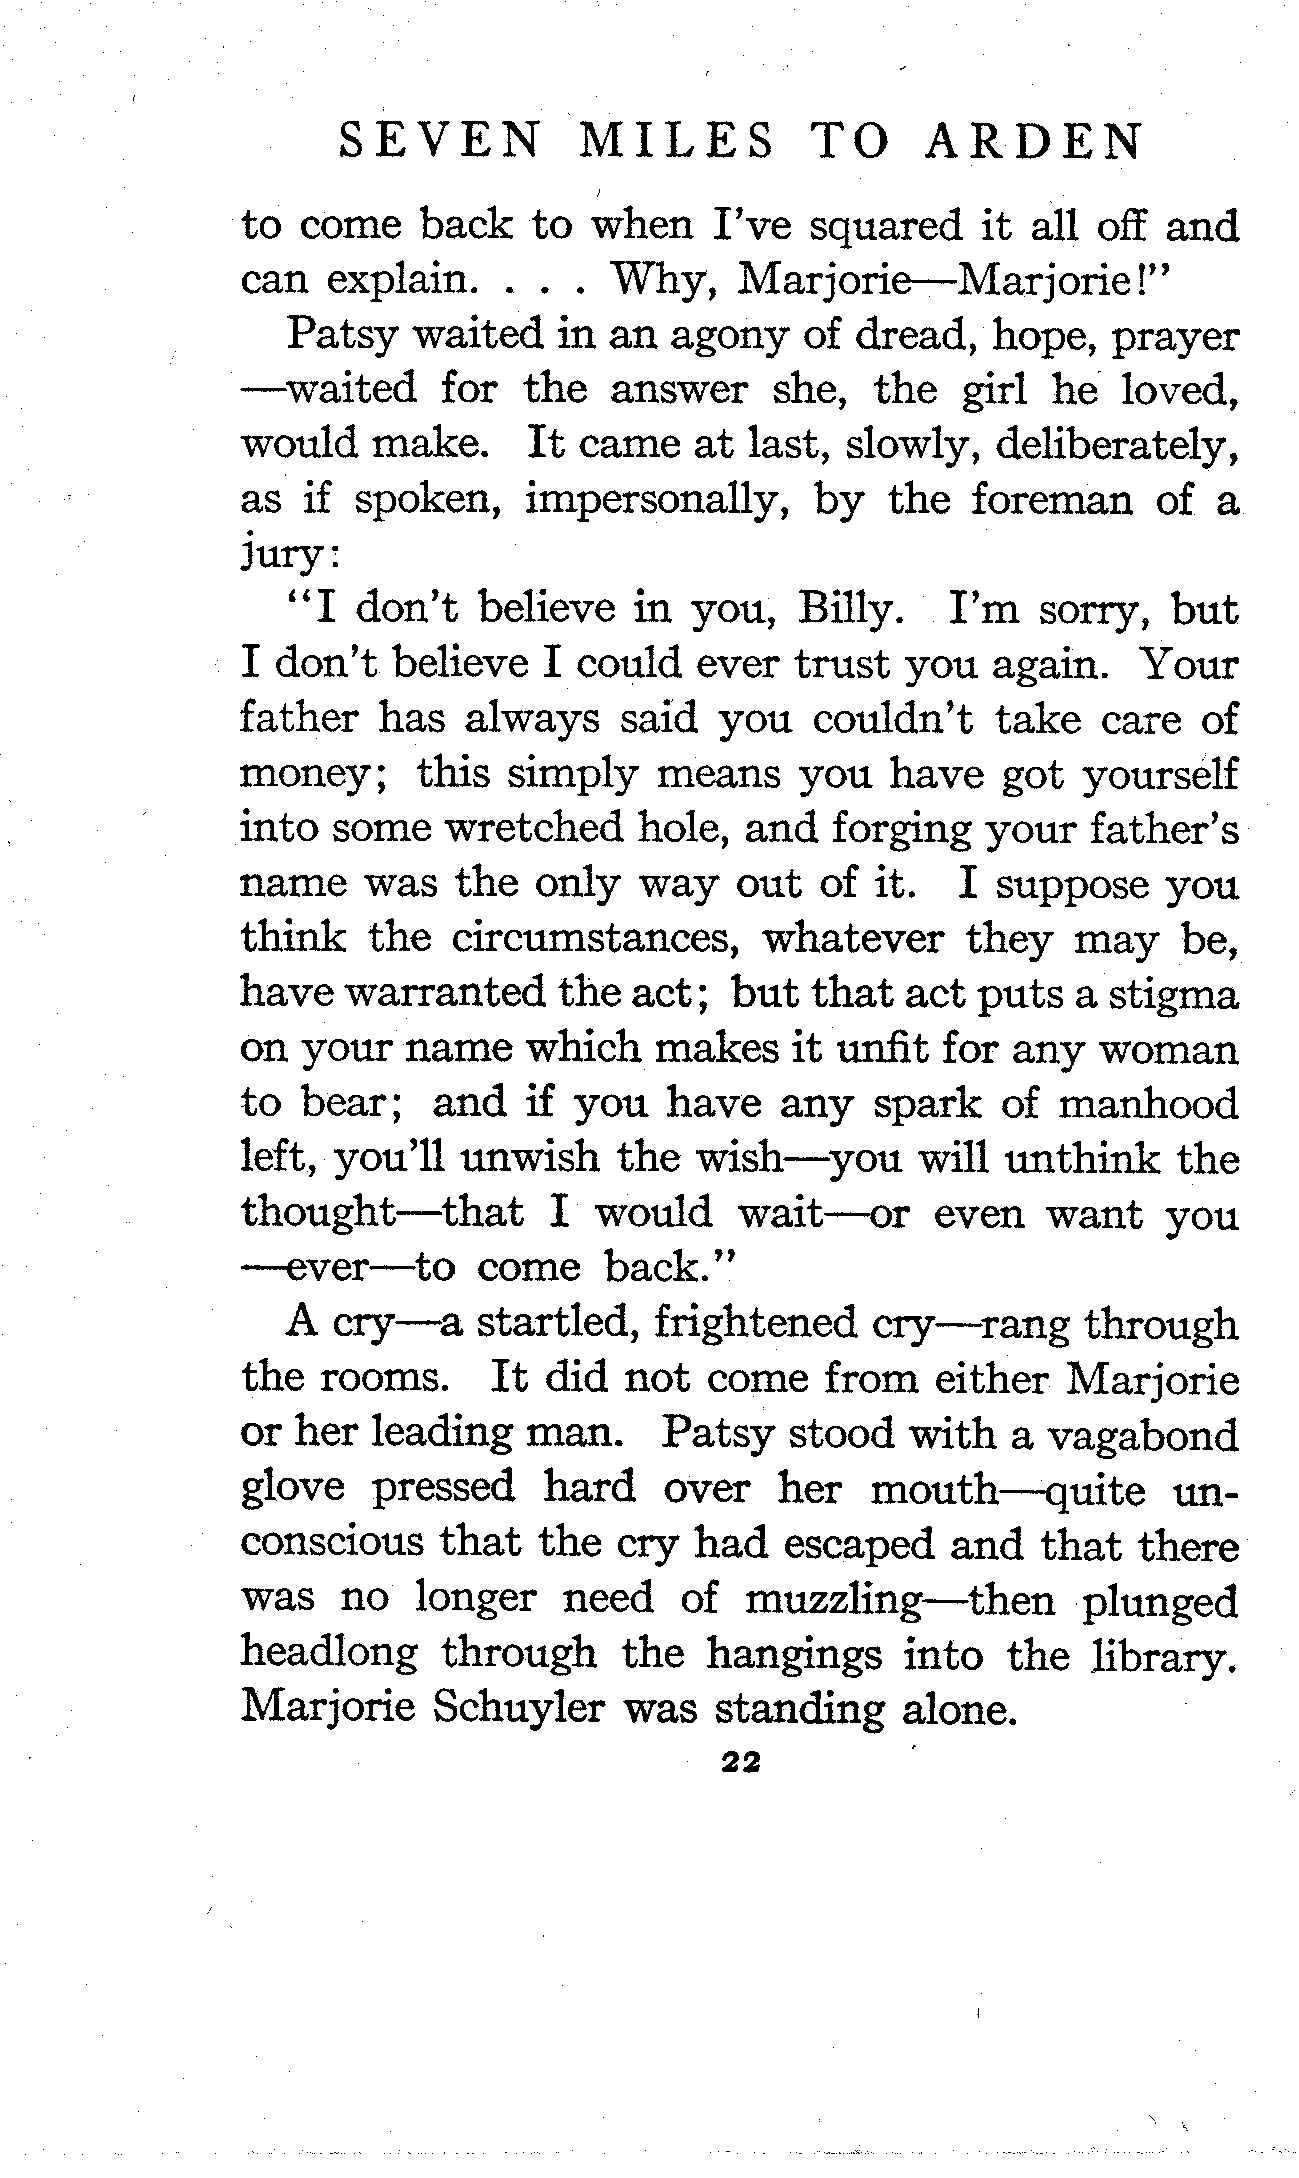 SEVEN MILES TO ARDEN
to come back to when I've squared it all off and
can explain. . . . Why, Marjorie—Marjorie!"
Patsy waited in an agony of dread, hope, prayer
—waited for the answer she, the girl he loved,
would make. It came at last, slowly, deliberately,
as if spoken, impersonally, by the foreman of a
jury:
"I don't believe in you, Billy. I'm sorry, but
I don't believe I could ever trust you again. Your
father has always said you couldn't take care of
money; this simply means you have got yourself
into some wretched hole, and forging your father's
name was the only way out of it. I suppose you
think the circumstances, whatever they may be,
have warranted the act; but that act puts a stigma
on your name which makes it unfit for any woman
to bear; and if you have any spark of manhood
left, you'll unwish the wish—you will unthink the
thought—that I would wait—or even want you
—ever—to come back."
A cry—a startled, frightened cry—rang through
the rooms. It did not come from either Marjorie
or her leading man. Patsy stood with a vagabond
glove pressed hard over her mouth—quite un-
conscious that the cry had escaped and that there
was no longer need of muzzling—then plunged
headlong through the hangings into the library.
Marjorie Schuyler was standing alone.
22